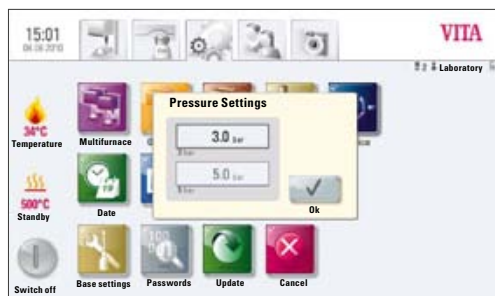 15:01
VITA
Laboratory
Pressure Settings
34°C
Temperature
Multifurnace
3.0 bar
5.0 bar
500°C
Standby
Date
Ok
Switch off
Base settings
Passwords
Update
Cancel